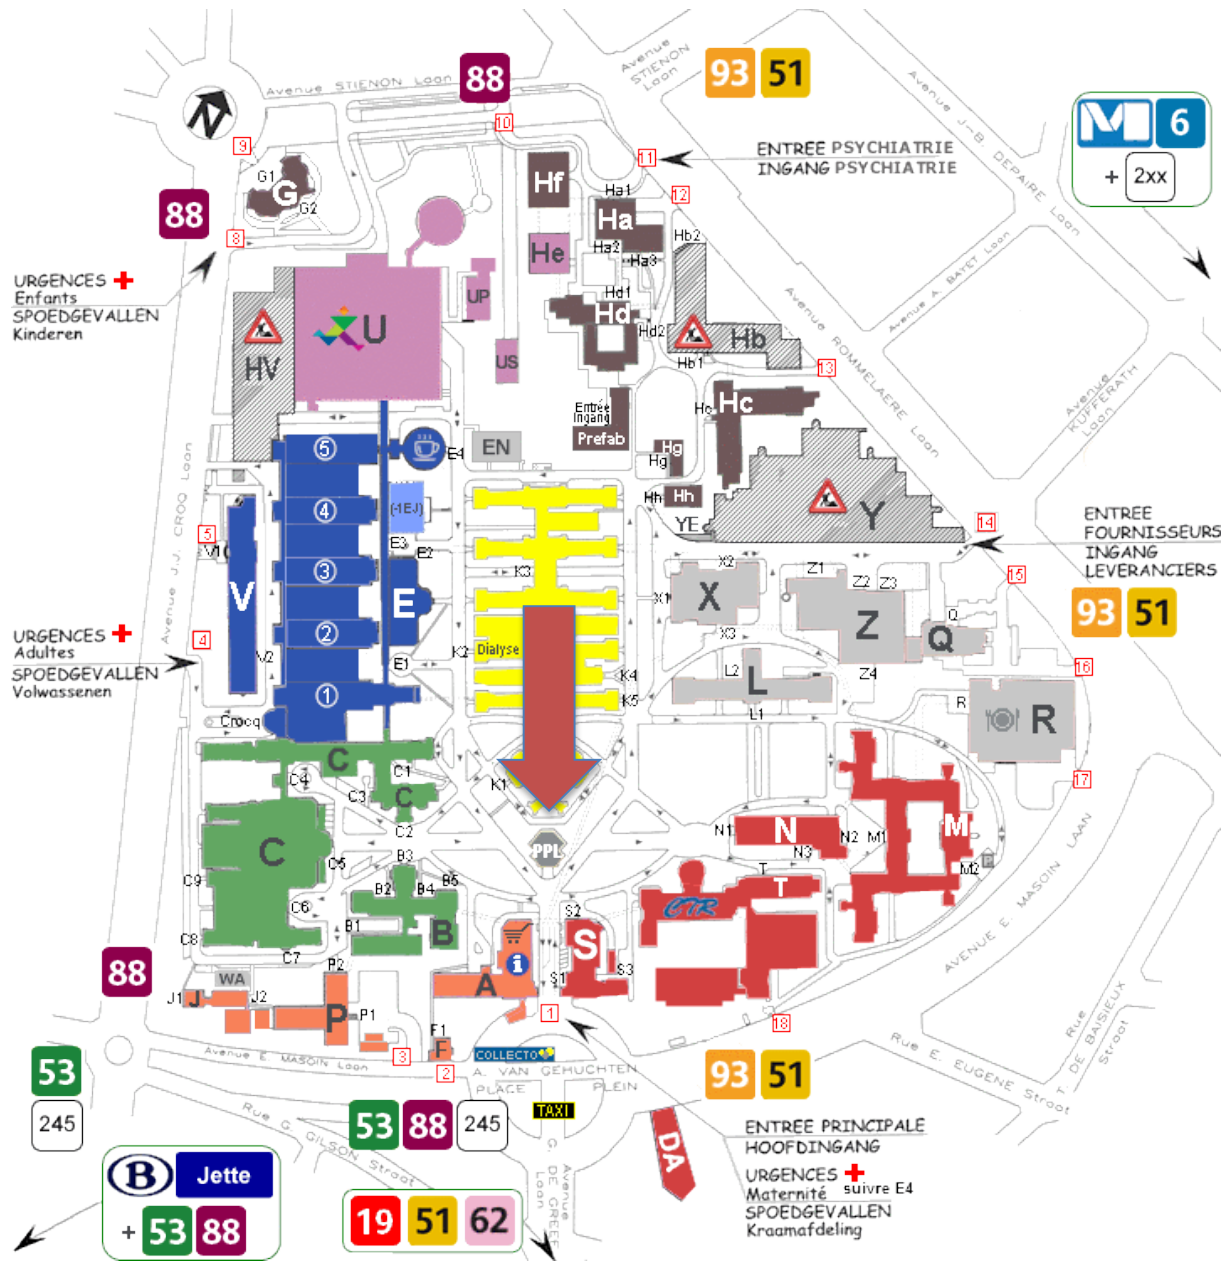 Avenue STIENON Laan
88
Avenue
STIENON
Laan
93 51
Avenue J-B. DEPAIRE Laan
M 6
+ 2xx
N
9
10
11
ENTREE PSYCHIATRIE
INGANG PSYCHIATRIE
12
G1
G
G2
88
8
Hf
Ha1
Ha
Ha2
Ha3
He
Hb2
URGENCES +
Enfants
SPOEDGEVALLEN
Kinderen
UP
Hd1
Hd
Hd2
Hb
Hb1
Avenue A. BATET Laan
Avenue ROMMELAERE Laan
HV
U
US
13
Avenue
KUFFERATH
Laan
Entrée
Ingang
Prefab
Hc
Hc
5
E4
EN
Hg
Hg
Avenue J.J. CROCQ Laan
4
(-1EJ)
Hh
Hh
YE
Y
14
ENTREE
FOURNISSEURS
INGANG
LEVERANCIERS
5
V1
E3
E2
3
K3
X2
X1
X
X3
Z1
Z2
Z3
Z
Z4
Q
Q
15
93 51
V
E
URGENCES +
Adultes
SPOEDGEVALLEN
Volwassenen
4
V2
2
E1
K2
Dialyse
K4
K5
L2
L
L1
16
R
R
1
Crocq
17
C
C4
C1
C3
C
C2
K1
C
C5
C9
C6
C8
C7
PPL
N1
N
N2
N3
M1
M
M2
P
T
T
CTR
B3
B2
B4
B5
B1
B
S2
S
S1
S3
i
A
88
WA
P2
J1
J
J2
P
P1
F1
F
3
2
1
18
AVENUE E. MASOIN LAAN
Avenue E. MASOIN Laan
COLLECTO
A. VAN GEHUCHTEN
PLACE PLEIN
93 51
Rue E. EUGENE Straat
Rue
T. DE BAISIEUX
Straat
53
245
Rue G. GILSON Straat
53 88 245
TAXI
Avenue
G. DE GREEF
Laan
DA
ENTREE PRINCIPALE
HOOFDINGANG
URGENCES +
Maternité suivre E4
SPOEDGEVALLEN
Kraamafdeling
B Jette
+ 53 88
19 51 62